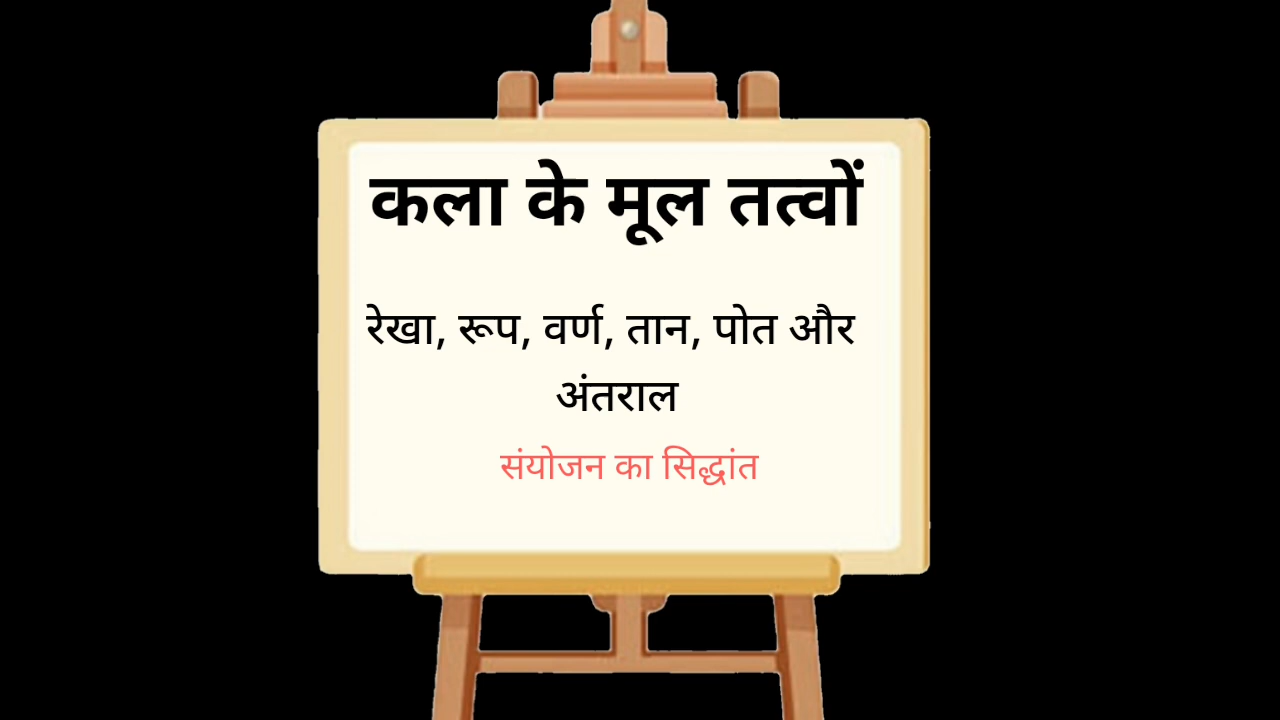 कला के मूल तत्वों
रेखा, रूप, वर्ण, तान, पोत और
अंतराल
संयोजन का सिद्धांत